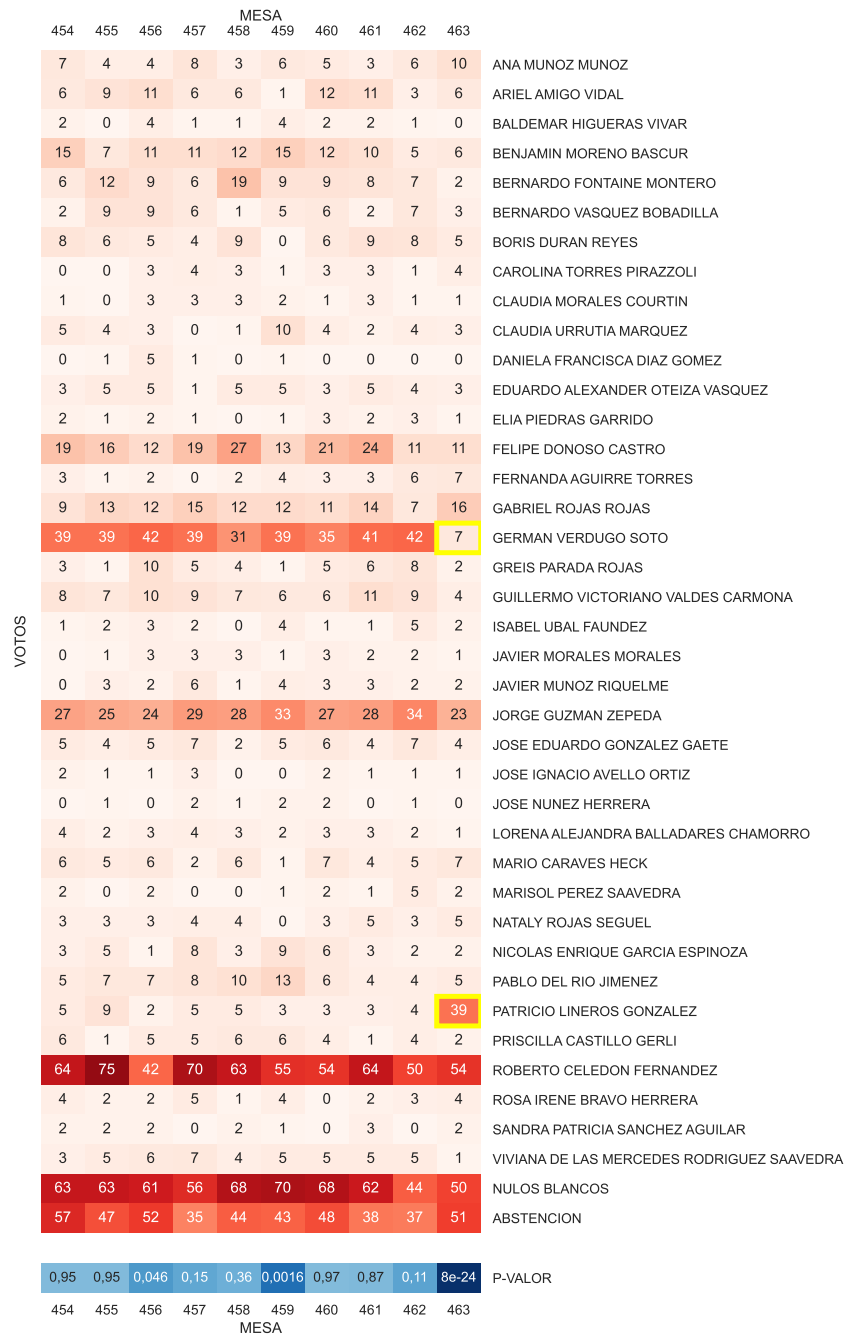 MESA
454 455 456 457 458 459 460 461 462 463
7 4 4 8 3 6 5 3 6 10 ANA MUNOZ MUNOZ
6 9 11 6 6 1 12 11 3 6 ARIEL AMIGO VIDAL
2 0 4 1 1 4 2 2 1 0 BALDEMAR HIGUERAS VIVAR
15 7 11 11 12 15 12 10 5 6 BENJAMIN MORENO BASCUR
6 12 9 6 19 9 9 8 7 2 BERNARDO FONTAINE MONTERO
2 9 9 6 1 5 6 2 7 3 BERNARDO VASQUEZ BOBADILLA
8 6 5 4 9 0 6 9 8 5 BORIS DURAN REYES
0 0 3 4 3 1 3 3 1 4 CAROLINA TORRES PIRAZZOLI
1 0 3 3 3 2 1 3 1 1 CLAUDIA MORALES COURTIN
5 4 3 0 1 10 4 2 4 3 CLAUDIA URRUTIA MARQUEZ
0 1 5 1 0 1 0 0 0 0 DANIELA FRANCISCA DIAZ GOMEZ
3 5 5 1 5 5 3 5 4 3 EDUARDO ALEXANDER OTEIZA VASQUEZ
2 1 2 1 0 1 3 2 3 1 ELIA PIEDRAS GARRIDO
19 16 12 19 27 13 21 24 11 11 FELIPE DONOSO CASTRO
3 1 2 0 2 4 3 3 6 7 FERNANDA AGUIRRE TORRES
9 13 12 15 12 12 11 14 7 16 GABRIEL ROJAS ROJAS
39 39 42 39 31 39 35 41 42 7 GERMAN VERDUGO SOTO
3 1 10 5 4 1 5 6 8 2 GREIS PARADA ROJAS
8 7 10 9 7 6 6 11 9 4 GUILLERMO VICTORIANO VALDES CARMONA
VOTOS
1 2 3 2 0 4 1 1 5 2 ISABEL UBAL FAUNDEZ
0 1 3 3 3 1 3 2 2 1 JAVIER MORALES MORALES
0 3 2 6 1 4 3 3 2 2 JAVIER MUNOZ RIQUELME
27 25 24 29 28 33 27 28 34 23 JORGE GUZMAN ZEPEDA
5 4 5 7 2 5 6 4 7 4 JOSE EDUARDO GONZALEZ GAETE
2 1 1 3 0 0 2 1 1 1 JOSE IGNACIO AVELLO ORTIZ
0 1 0 2 1 2 2 0 1 0 JOSE NUNEZ HERRERA
4 2 3 4 3 2 3 3 2 1 LORENA ALEJANDRA BALLADARES CHAMORRO
6 5 6 2 6 1 7 4 5 7 MARIO CARAVES HECK
2 0 2 0 0 1 2 1 5 2 MARISOL PEREZ SAAVEDRA
3 3 3 4 4 0 3 5 3 5 NATALY ROJAS SEGUEL
3 5 1 8 3 9 6 3 2 2 NICOLAS ENRIQUE GARCIA ESPINOZA
5 7 7 8 10 13 6 4 4 5 PABLO DEL RIO JIMENEZ
5 9 2 5 5 3 3 3 4 39 PATRICIO LINEROS GONZALEZ
6 1 5 5 6 6 4 1 4 2 PRISCILLA CASTILLO GERLI
64 75 42 70 63 55 54 64 50 54 ROBERTO CELEDON FERNANDEZ
4 2 2 5 1 4 0 2 3 4 ROSA IRENE BRAVO HERRERA
2 2 2 0 2 1 0 3 0 2 SANDRA PATRICIA SANCHEZ AGUILAR
3 5 6 7 4 5 5 5 5 1 VIVIANA DE LAS MERCEDES RODRIGUEZ SAAVEDRA
63 63 61 56 68 70 68 62 44 50 NULOS BLANCOS
57 47 52 35 44 43 48 38 37 51 ABSTENCION
0,95 0,95 0,046 0,15 0,36 0,0016 0,97 0,87 0,11 8e-24 P-VALOR
454 455 456 457 458 459 460 461 462 463
MESA